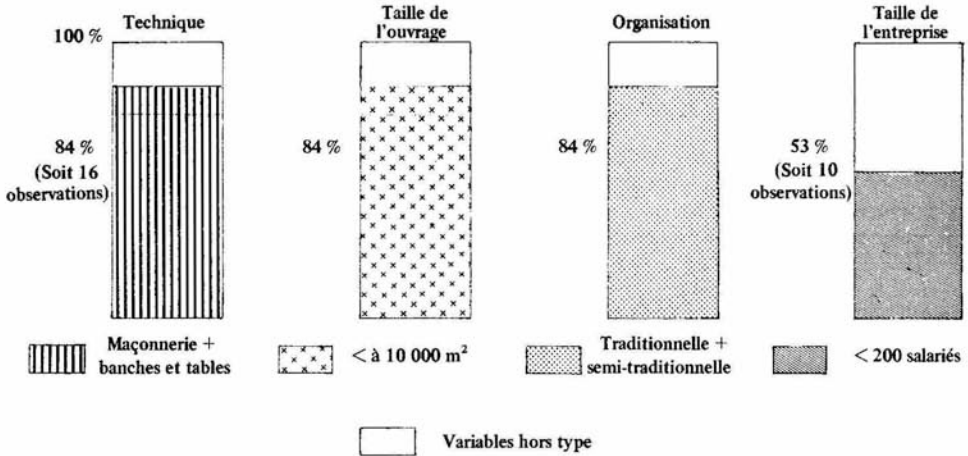 Technique
Taille de
l'ouvrage
Organisation
Taille de
l'entreprise
100 %
84 %
(Soit 16
observations)
84 %
84 %
53 %
(Soit 10
observations)
Maçonnerie +
banches et tables
< à 10 000 m²
Traditionnelle +
semi-traditionnelle
< 200 salariés
Variables hors type